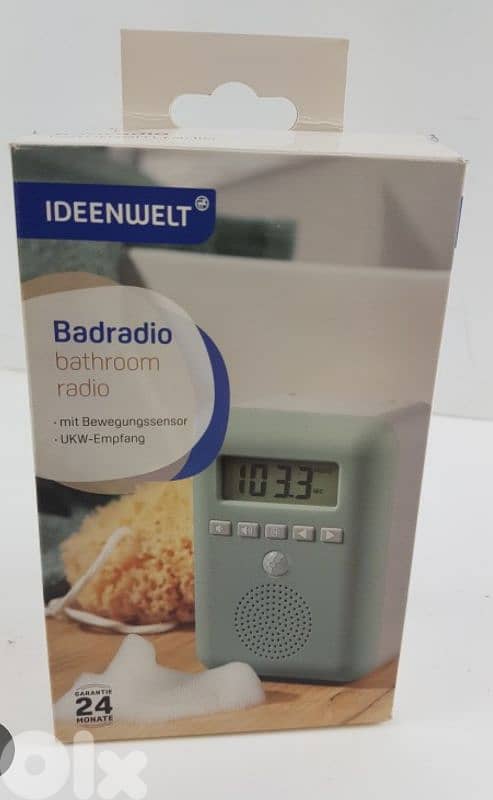 IDEENWELT
Badradio
bathroom
radio
· mit Bewegungssensor
· UKW-Empfang
103.3
GARANTIE
24
MONATE
Olx